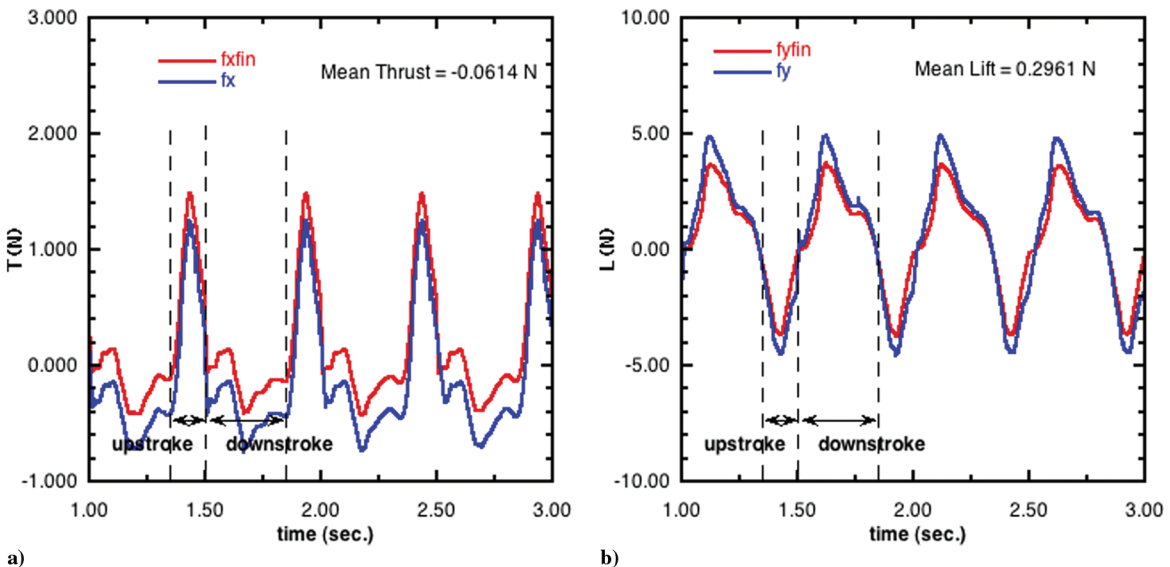 3.000
2.000
1.000
0.000
-1.000
T(N)
fxfin
fx
Mean Thrust = -0.0614 N
upstroke
downstroke
1.00
1.50
2.00
2.50
3.00
time (sec.)
a)
10.00
5.00
0.00
-5.00
-10.00
L(N)
fyfin
fy
Mean Lift = 0.2961 N
upstroke
downstroke
1.00
1.50
2.00
2.50
3.00
time (sec.)
b)